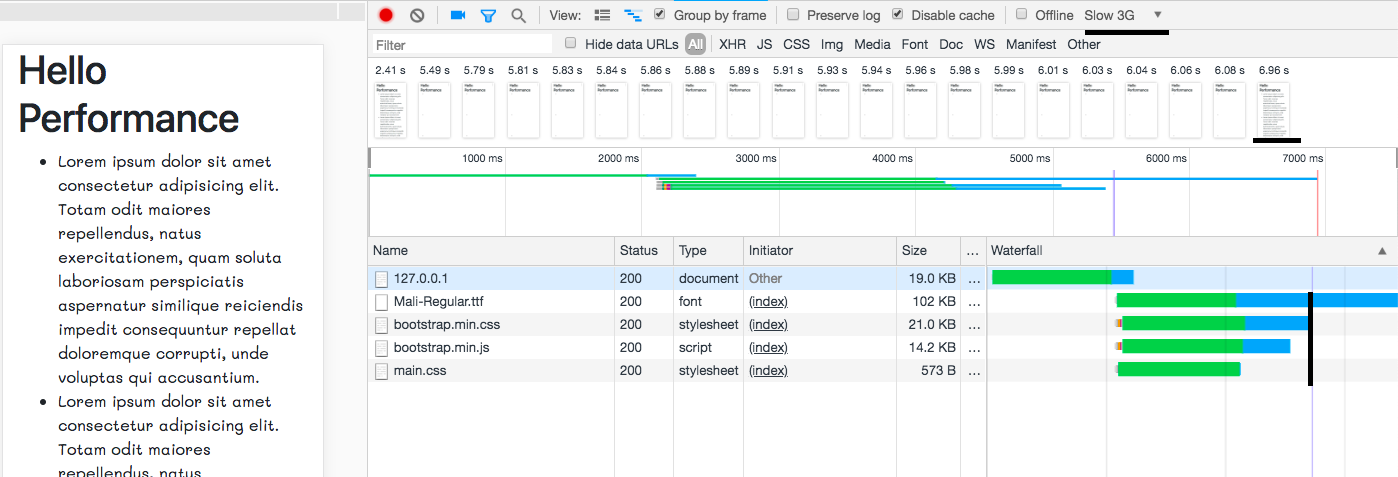 View: Group by frame Preserve log Disable cache Offline Slow 3G
Filter Hide data URLs All XHR JS CSS Img Media Font Doc WS Manifest Other
2.41 s 5.49 s 5.79 s 5.81 s 5.83 s 5.84 s 5.86 s 5.88 s 5.89 s 5.91 s 5.93 s 5.94 s 5.96 s 5.98 s 5.99 s 6.01 s 6.03 s 6.04 s 6.06 s 6.08 s 6.96 s
1000 ms 2000 ms 3000 ms 4000 ms 5000 ms 6000 ms 7000 ms
Name Status Type Initiator Size ... Waterfall
127.0.0.1 200 document Other 19.0 KB ...
Mali-Regular.ttf 200 font (index) 102 KB ...
bootstrap.min.css 200 stylesheet (index) 21.0 KB ...
bootstrap.min.js 200 script (index) 14.2 KB ...
main.css 200 stylesheet (index) 573 B ...
Hello
Performance
• Lorem ipsum dolor sit amet
consectetur adipisicing elit.
Totam odit maiores
repellendus, natus
exercitationem, quam soluta
laboriosam perspiciatis
aspernatur similique reiciendis
impedit consequuntur repellat
doloremque corrupti, unde
voluptas qui accusantium.
• Lorem ipsum dolor sit amet
consectetur adipisicing elit.
Totam odit maiores
repellendus, natus